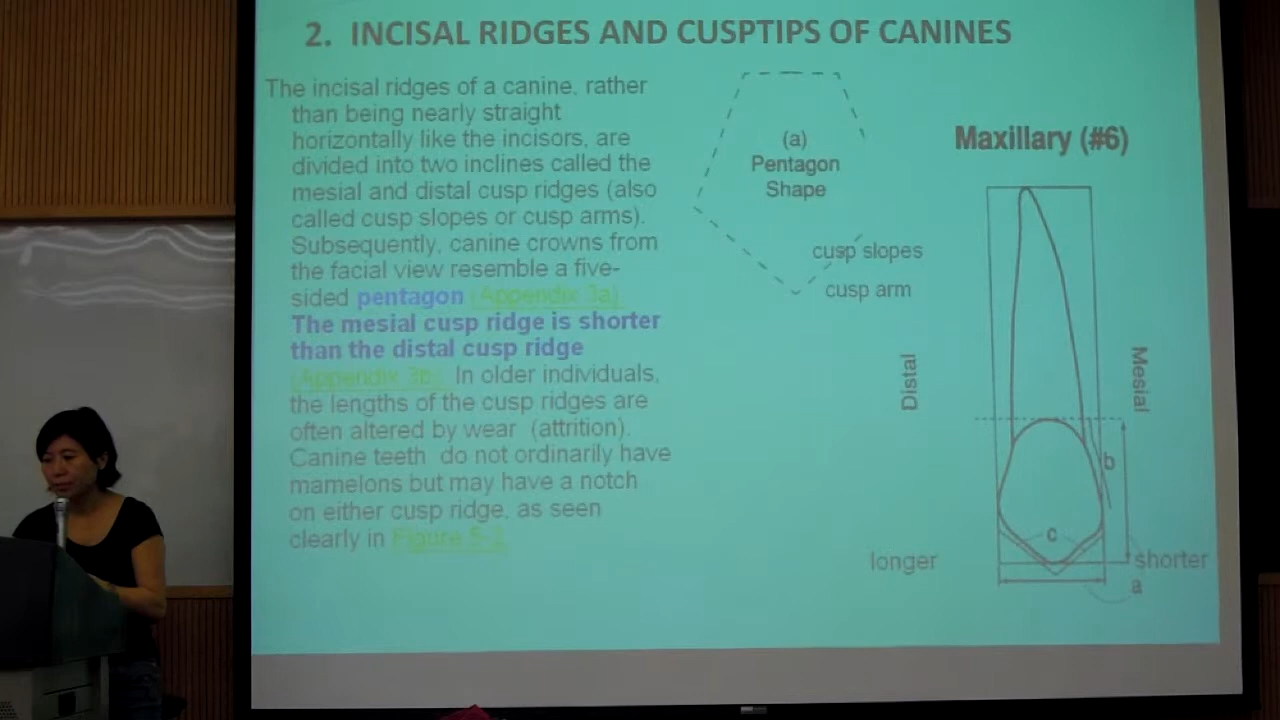 2. INCISAL RIDGES AND CUSPTIPS OF CANINES
The incisal ridges of a canine, rather
than being nearly straight
horizontally like the incisors, are
divided into two inclines called the
mesial and distal cusp ridges (also
called cusp slopes or cusp arms).
Subsequently, canine crowns from
the facial view resemble a five-
sided pentagon (Appendix 3a)
The mesial cusp ridge is shorter
than the distal cusp ridge
(Appendix 3b) In older individuals,
the lengths of the cusp ridges are
often altered by wear (attrition).
Canine teeth do not ordinarily have
mamelons but may have a notch
on either cusp ridge, as seen
clearly in
(a)
Pentagon
Shape
cusp slopes
cusp arm
Maxillary (#6)
Distal
Mesial
b
c
longer
shorter
a